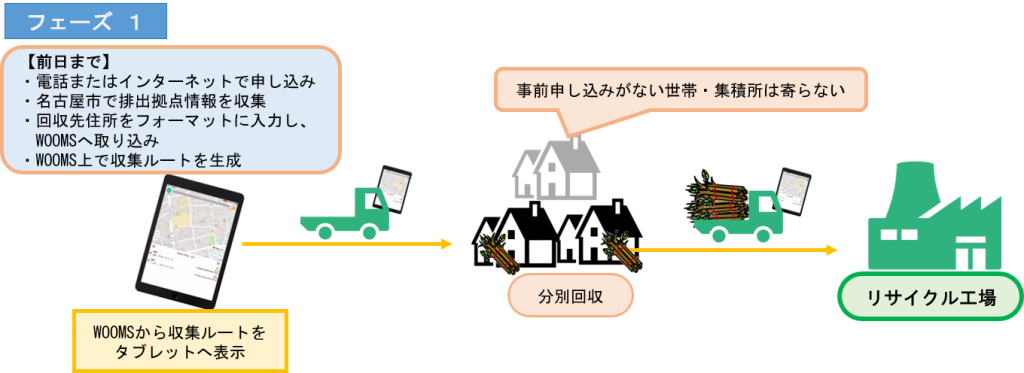 フェーズ 1
【前日まで】
・電話またはインターネットで申し込み
・名古屋市で排出拠点情報を収集
・回収先住所をフォーマットに入力し、
WOOMSへ取り込み
・WOOMS上で収集ルートを生成
事前申し込みがない世帯・集積所は寄らない
分別回収
リサイクル工場
WOOMSから収集ルートを
タブレットへ表示